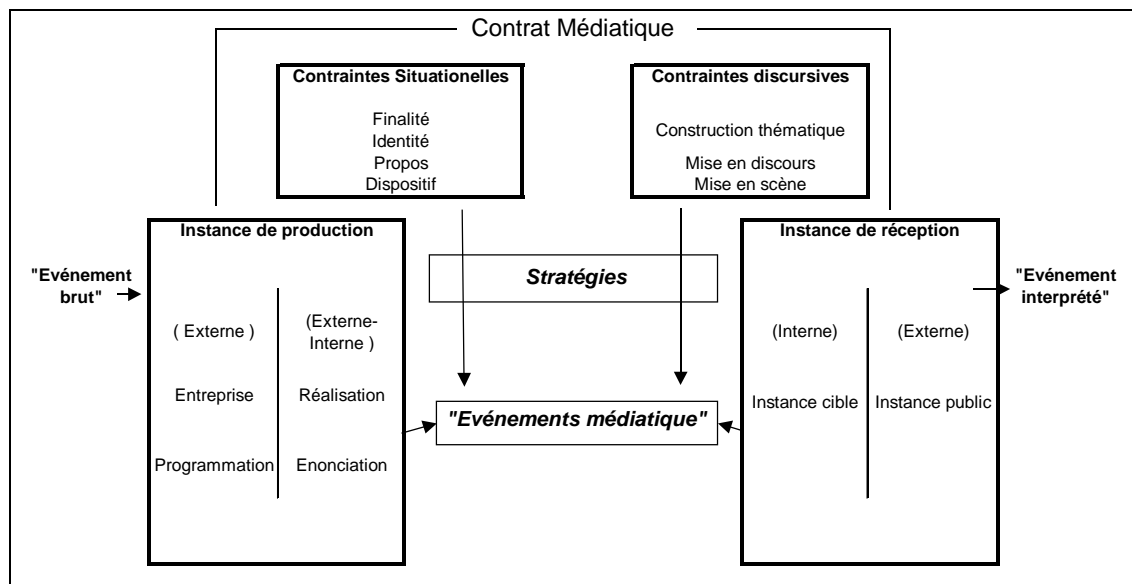 Contrat Médiatique
Contraintes Situationelles
Finalité
Identité
Propos
Dispositif
Contraintes discursives
Construction thématique
Mise en discours
Mise en scène
"Evénement
brut"
Instance de production
( Externe )
(Externe-
Interne )
Entreprise
Réalisation
Programmation
Enonciation
Stratégies
"Evénements médiatique"
Instance de réception
(Interne)
(Externe)
Instance cible
Instance public
"Evénement
interprété"